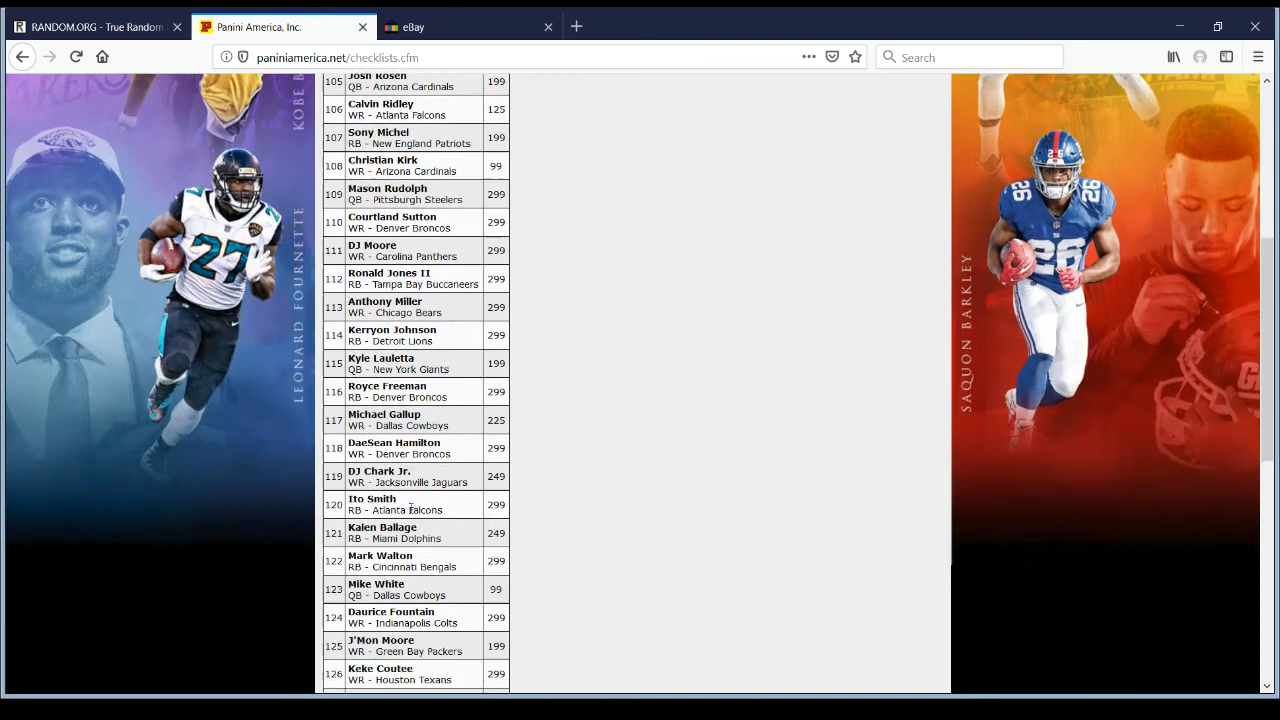 RANDOM.ORG - True Random
Panini America, Inc.
eBay
paniniamerica.net/checklists.cfm
Search
KOBE B
LEONARD FOURNETTE
27
105 Josh Rosen 199
QB - Arizona Cardinals
106 Calvin Ridley 125
WR - Atlanta Falcons
107 Sony Michel 199
RB - New England Patriots
108 Christian Kirk 99
WR - Arizona Cardinals
109 Mason Rudolph 299
QB - Pittsburgh Steelers
110 Courtland Sutton 299
WR - Denver Broncos
111 DJ Moore 299
WR - Carolina Panthers
112 Ronald Jones II 299
RB - Tampa Bay Buccaneers
113 Anthony Miller 299
WR - Chicago Bears
114 Kerryon Johnson 299
RB - Detroit Lions
115 Kyle Lauletta 199
QB - New York Giants
116 Royce Freeman 299
RB - Denver Broncos
117 Michael Gallup 225
WR - Dallas Cowboys
118 DaeSean Hamilton 299
WR - Denver Broncos
119 DJ Chark Jr. 249
WR - Jacksonville Jaguars
120 Ito Smith 299
RB - Atlanta Falcons
121 Kalen Ballage 249
RB - Miami Dolphins
122 Mark Walton 299
RB - Cincinnati Bengals
123 Mike White 99
QB - Dallas Cowboys
124 Daurice Fountain 299
WR - Indianapolis Colts
125 J'Mon Moore 199
WR - Green Bay Packers
126 Keke Coutee 299
WR - Houston Texans
SAQUON BARKLEY
26
26
26